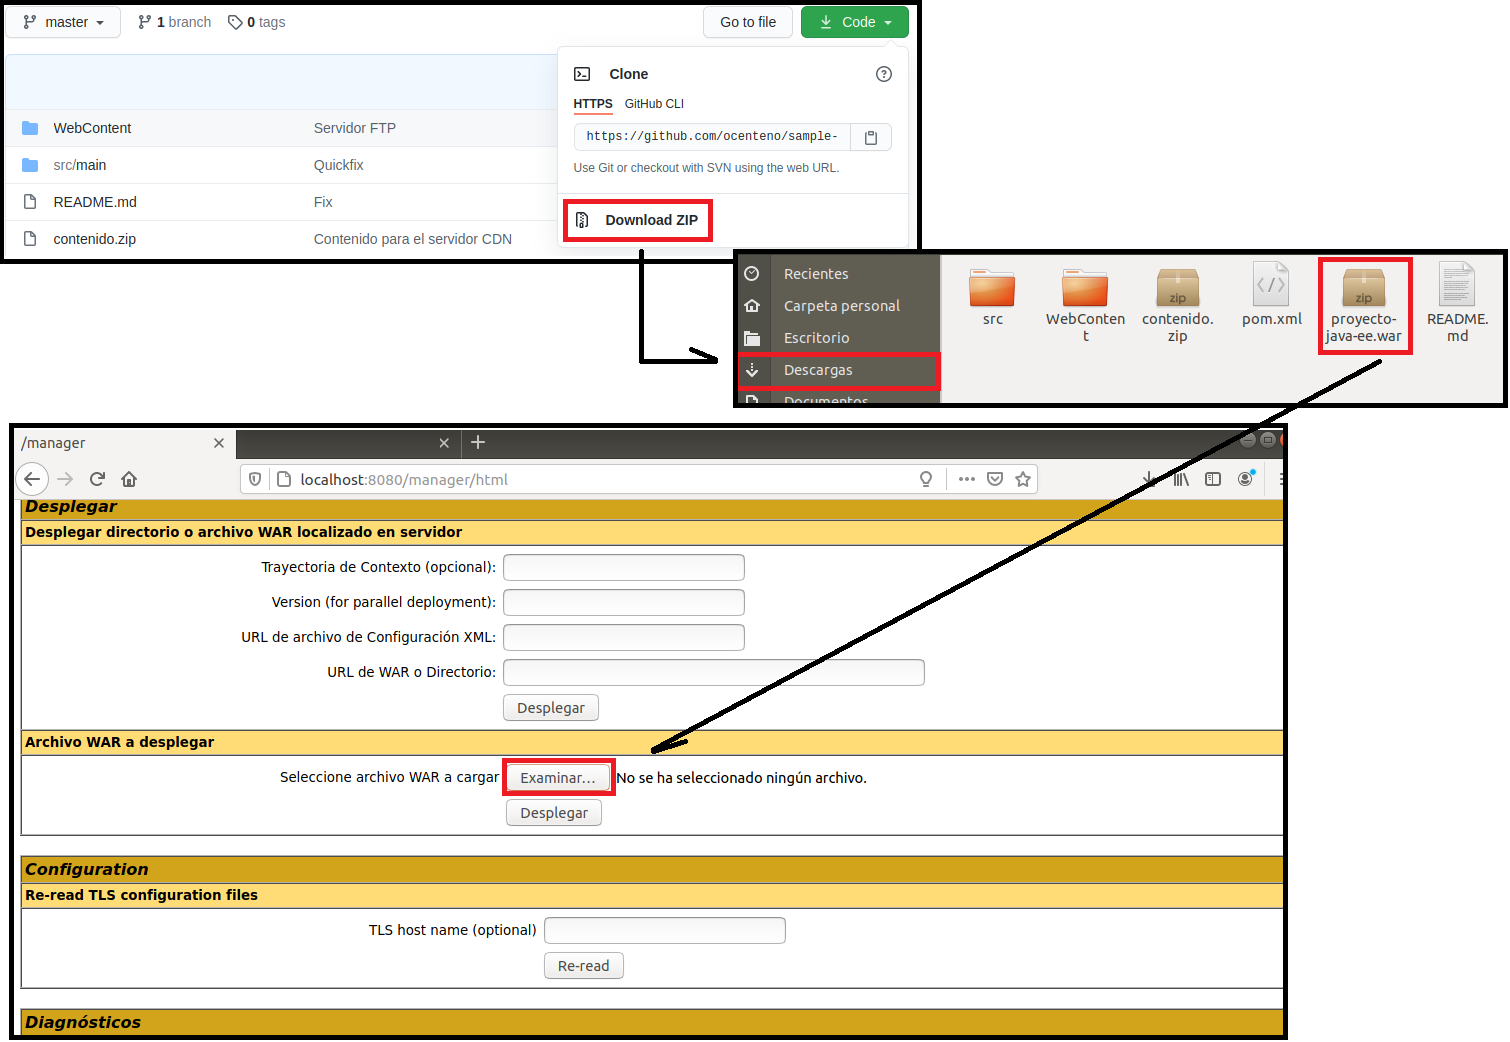 master
1 branch
0 tags
Go to file
Code
Clone
HTTPS GitHub CLI
https://github.com/ocenteno/sample-
Use Git or checkout with SVN using the web URL.
Download ZIP
WebContent Servidor FTP
src/main Quickfix
README.md Fix
contenido.zip Contenido para el servidor CDN
Recientes
Carpeta personal
Escritorio
Descargas
Documentos
src
WebConten
t
contenido.
zip
pom.xml
proyecto-
java-ee.war
README.
md
/manager
localhost:8080/manager/html
Desplegar
Desplegar directorio o archivo WAR localizado en servidor
Trayectoria de Contexto (opcional):
Version (for parallel deployment):
URL de archivo de Configuración XML:
URL de WAR o Directorio:
Desplegar
Archivo WAR a desplegar
Seleccione archivo WAR a cargar Examinar... No se ha seleccionado ningún archivo.
Desplegar
Configuration
Re-read TLS configuration files
TLS host name (optional)
Re-read
Diagnósticos